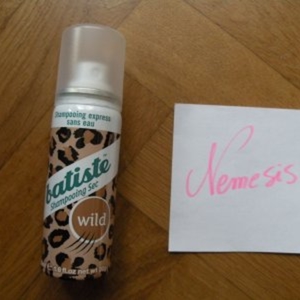 Shampooing express
sans eau
batiste
Shampooing Sec
wild
Nemesis